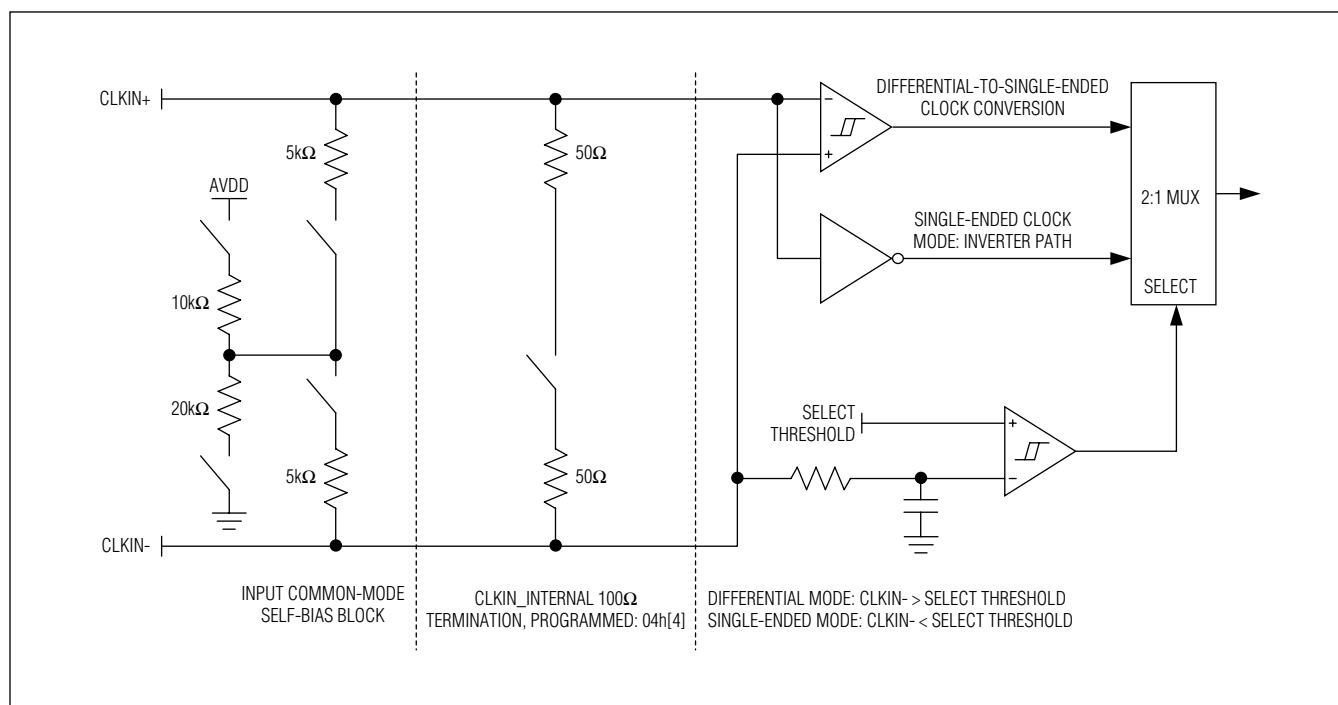 CLKIN+
5kΩ
50Ω
−
+
DIFFERENTIAL-TO-SINGLE-ENDED
CLOCK CONVERSION
AVDD
2:1 MUX
SINGLE-ENDED CLOCK
MODE: INVERTER PATH
SELECT
10kΩ
20kΩ
SELECT
THRESHOLD
+
−
5kΩ
50Ω
CLKIN-
INPUT COMMON-MODE
SELF-BIAS BLOCK
CLKIN_INTERNAL 100Ω
TERMINATION, PROGRAMMED: 04h[4]
DIFFERENTIAL MODE: CLKIN- > SELECT THRESHOLD
SINGLE-ENDED MODE: CLKIN- < SELECT THRESHOLD